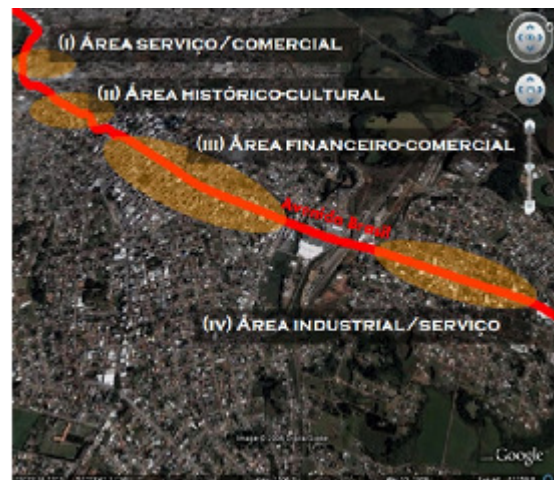 (I) ÁREA SERVIÇO/COMERCIAL
(II) ÁREA HISTÓRICO-CULTURAL
(III) ÁREA FINANCEIRO-COMERCIAL
Avenida Brasil
(IV) ÁREA INDUSTRIAL/SERVIÇO
Google